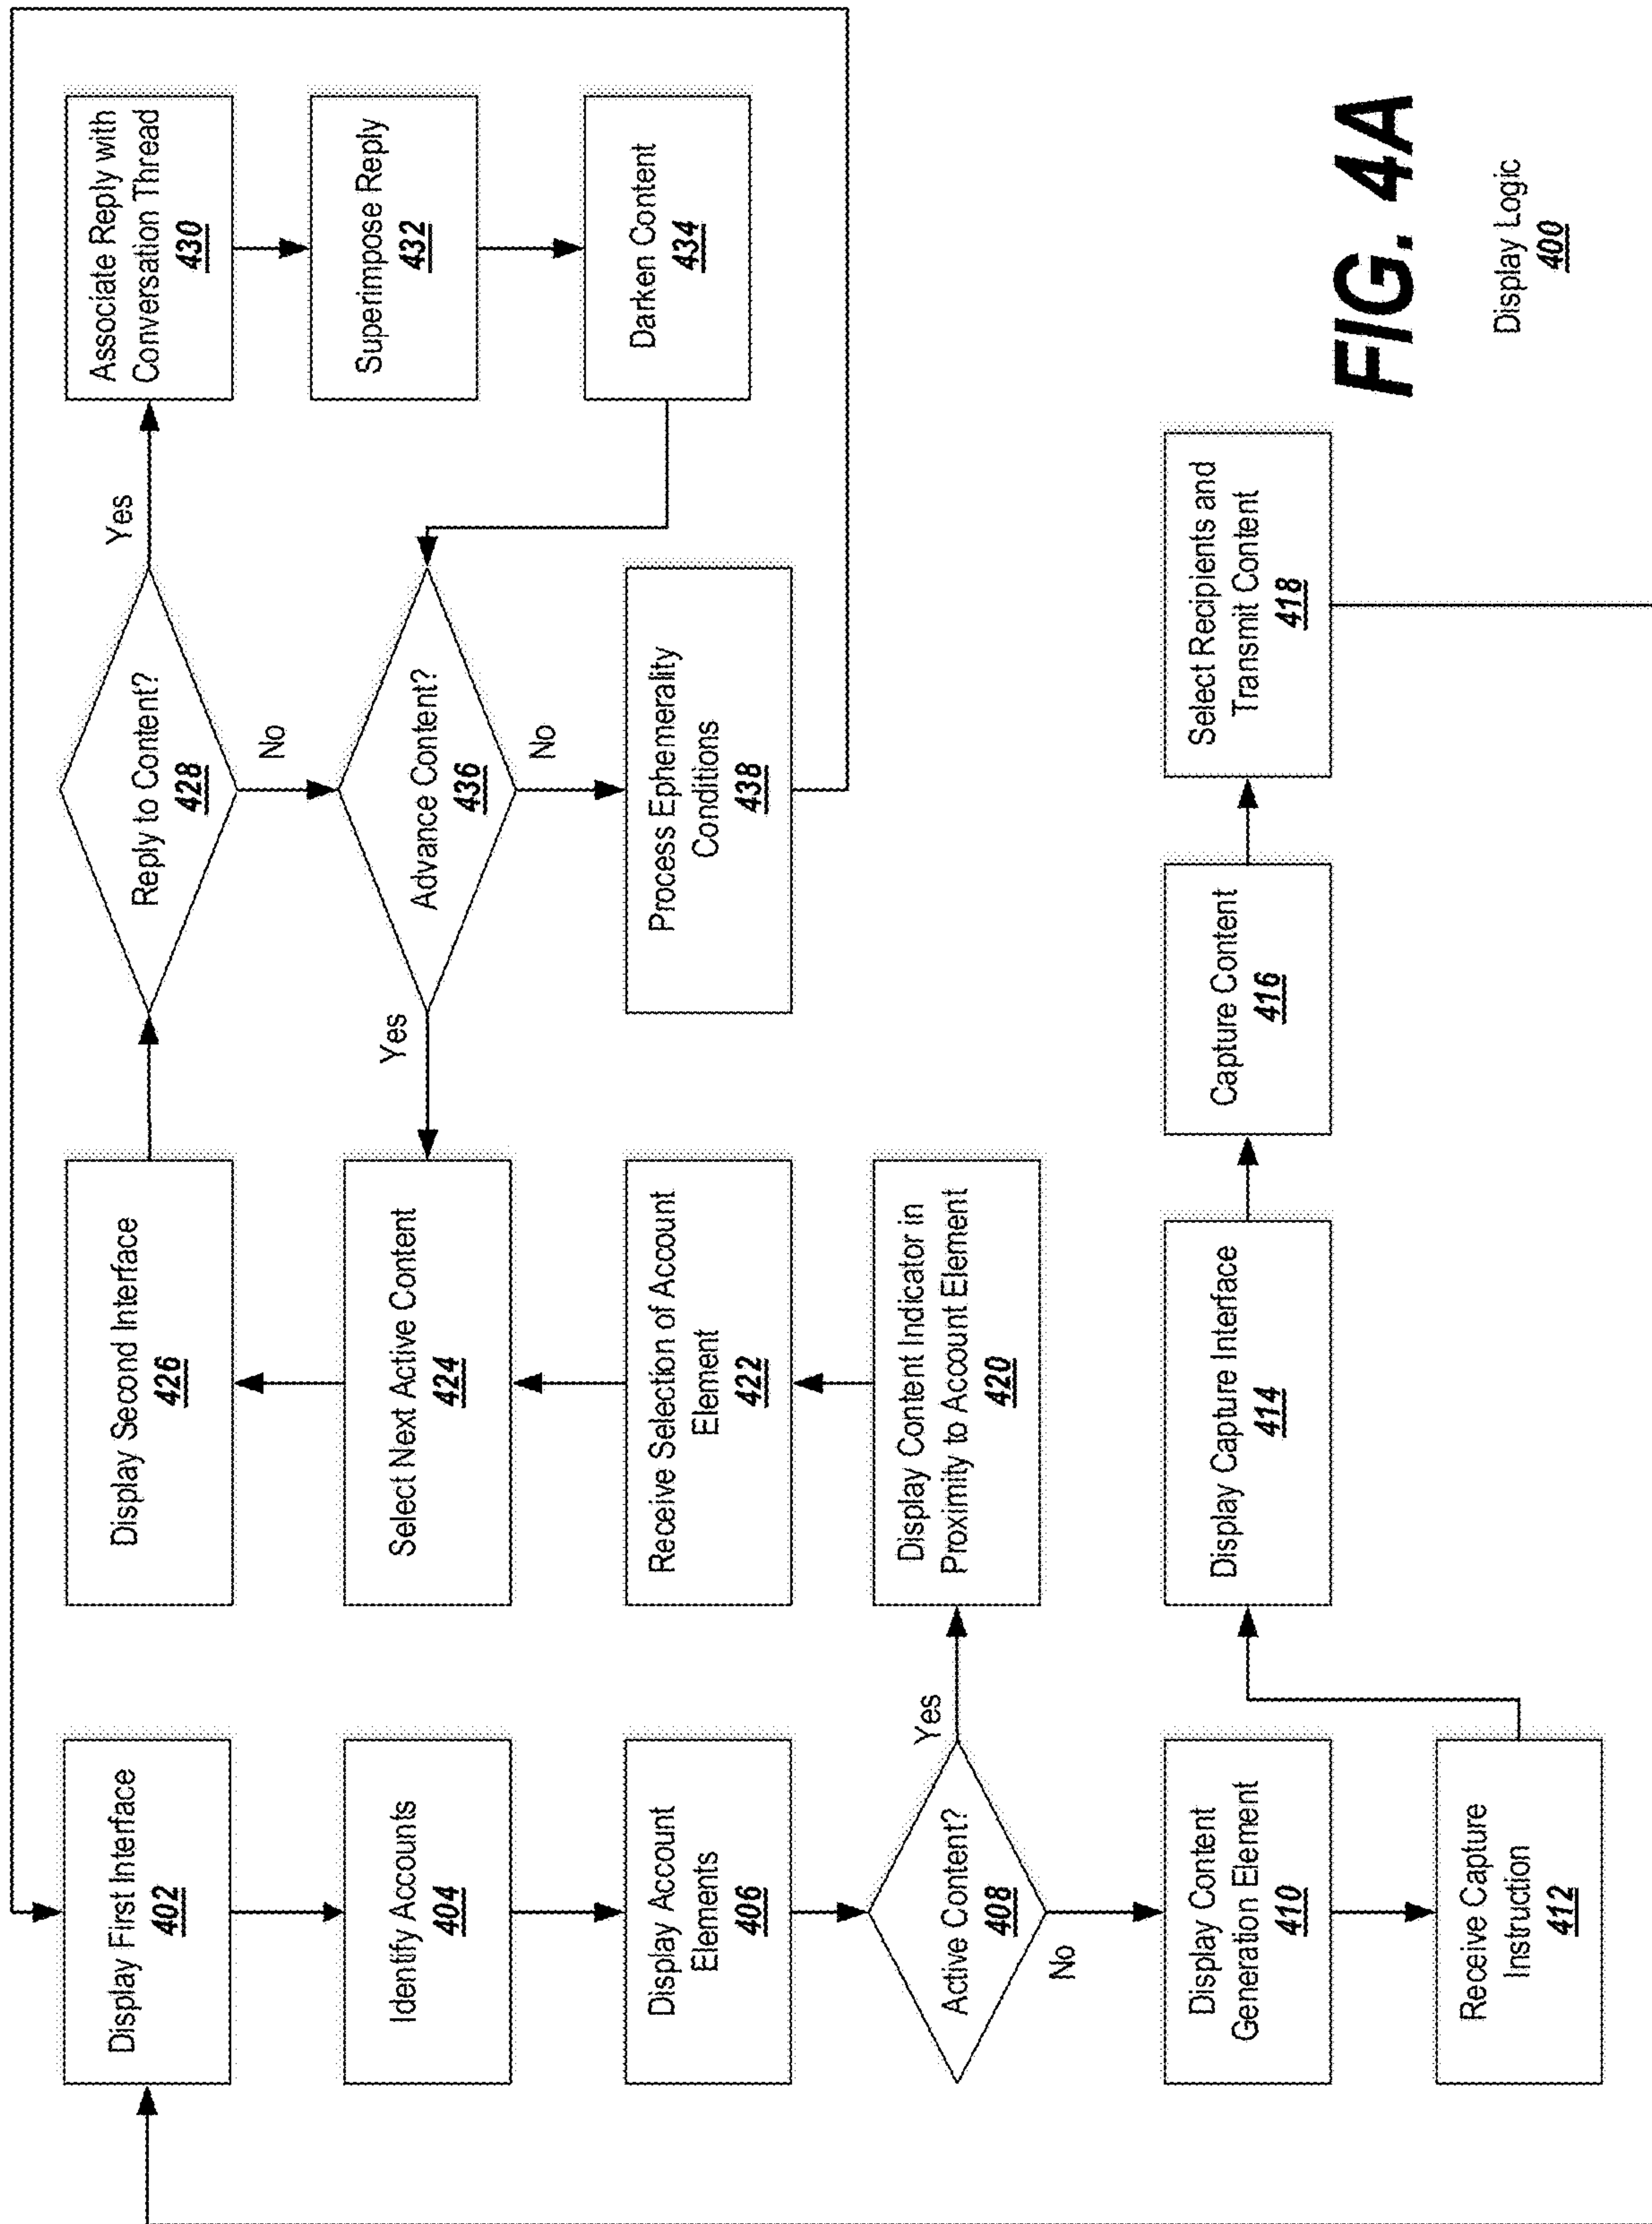 Display First Interface
402
Identify Accounts
404
Display Account
Elements
406
Active Content?
408
Yes
No
Display Content
Generation Element
410
Receive Capture
Instruction
412
Display Capture Interface
414
Capture Content
416
Select Recipients and
Transmit Content
418
Display Content Indicator in
Proximity to Account Element
420
Receive Selection of Account
Element
422
Select Next Active Content
424
Display Second Interface
426
Reply to Content?
428
Yes
No
Associate Reply with
Conversation Thread
430
Superimpose Reply
432
Darken Content
434
Advance Content?
436
Yes
No
Process Ephemerality
Conditions
438
FIG. 4A
Display Logic
400